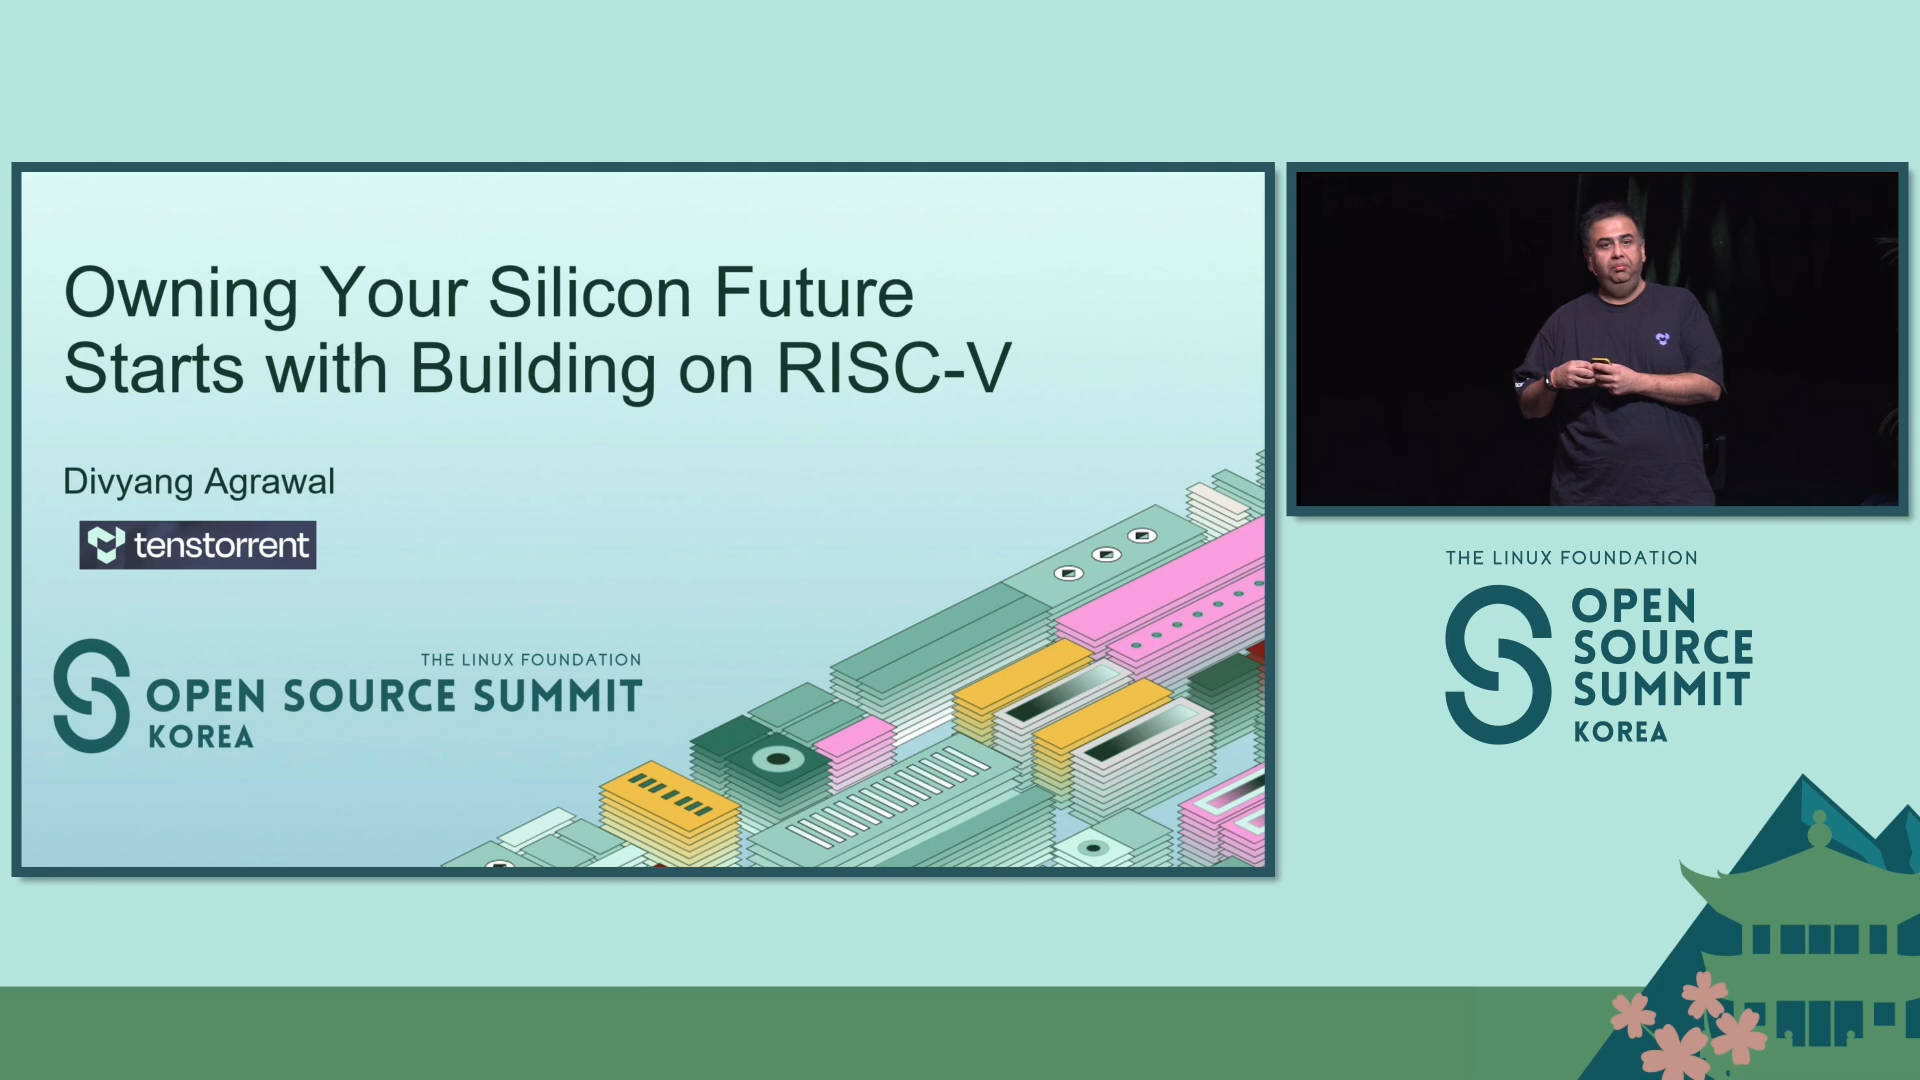 Owning Your Silicon Future
Starts with Building on RISC-V
Divyang Agrawal
tenstorrent
THE LINUX FOUNDATION
OPEN SOURCE SUMMIT
KOREA
THE LINUX FOUNDATION
OPEN
SOURCE
SUMMIT
KOREA